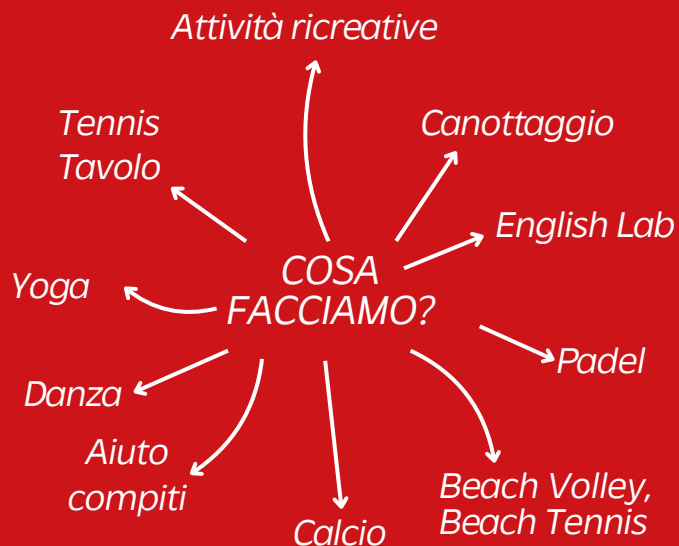 Attività ricreative
Tennis
Tavolo
Canottaggio
English Lab
COSA
FACCIAMO?
Yoga
Padel
Danza
Aiuto
compiti
Calcio
Beach Volley,
Beach Tennis